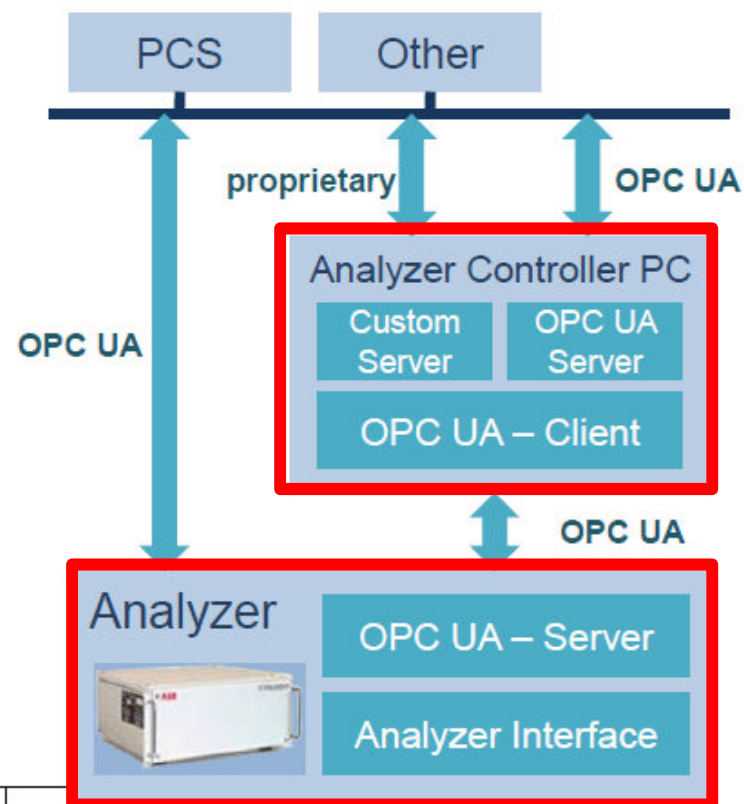 PCS
Other
proprietary
OPC UA
OPC UA
Analyzer Controller PC
Custom
Server
OPC UA
Server
OPC UA – Client
OPC UA
Analyzer
OPC UA – Server
ABB
Analyzer Interface